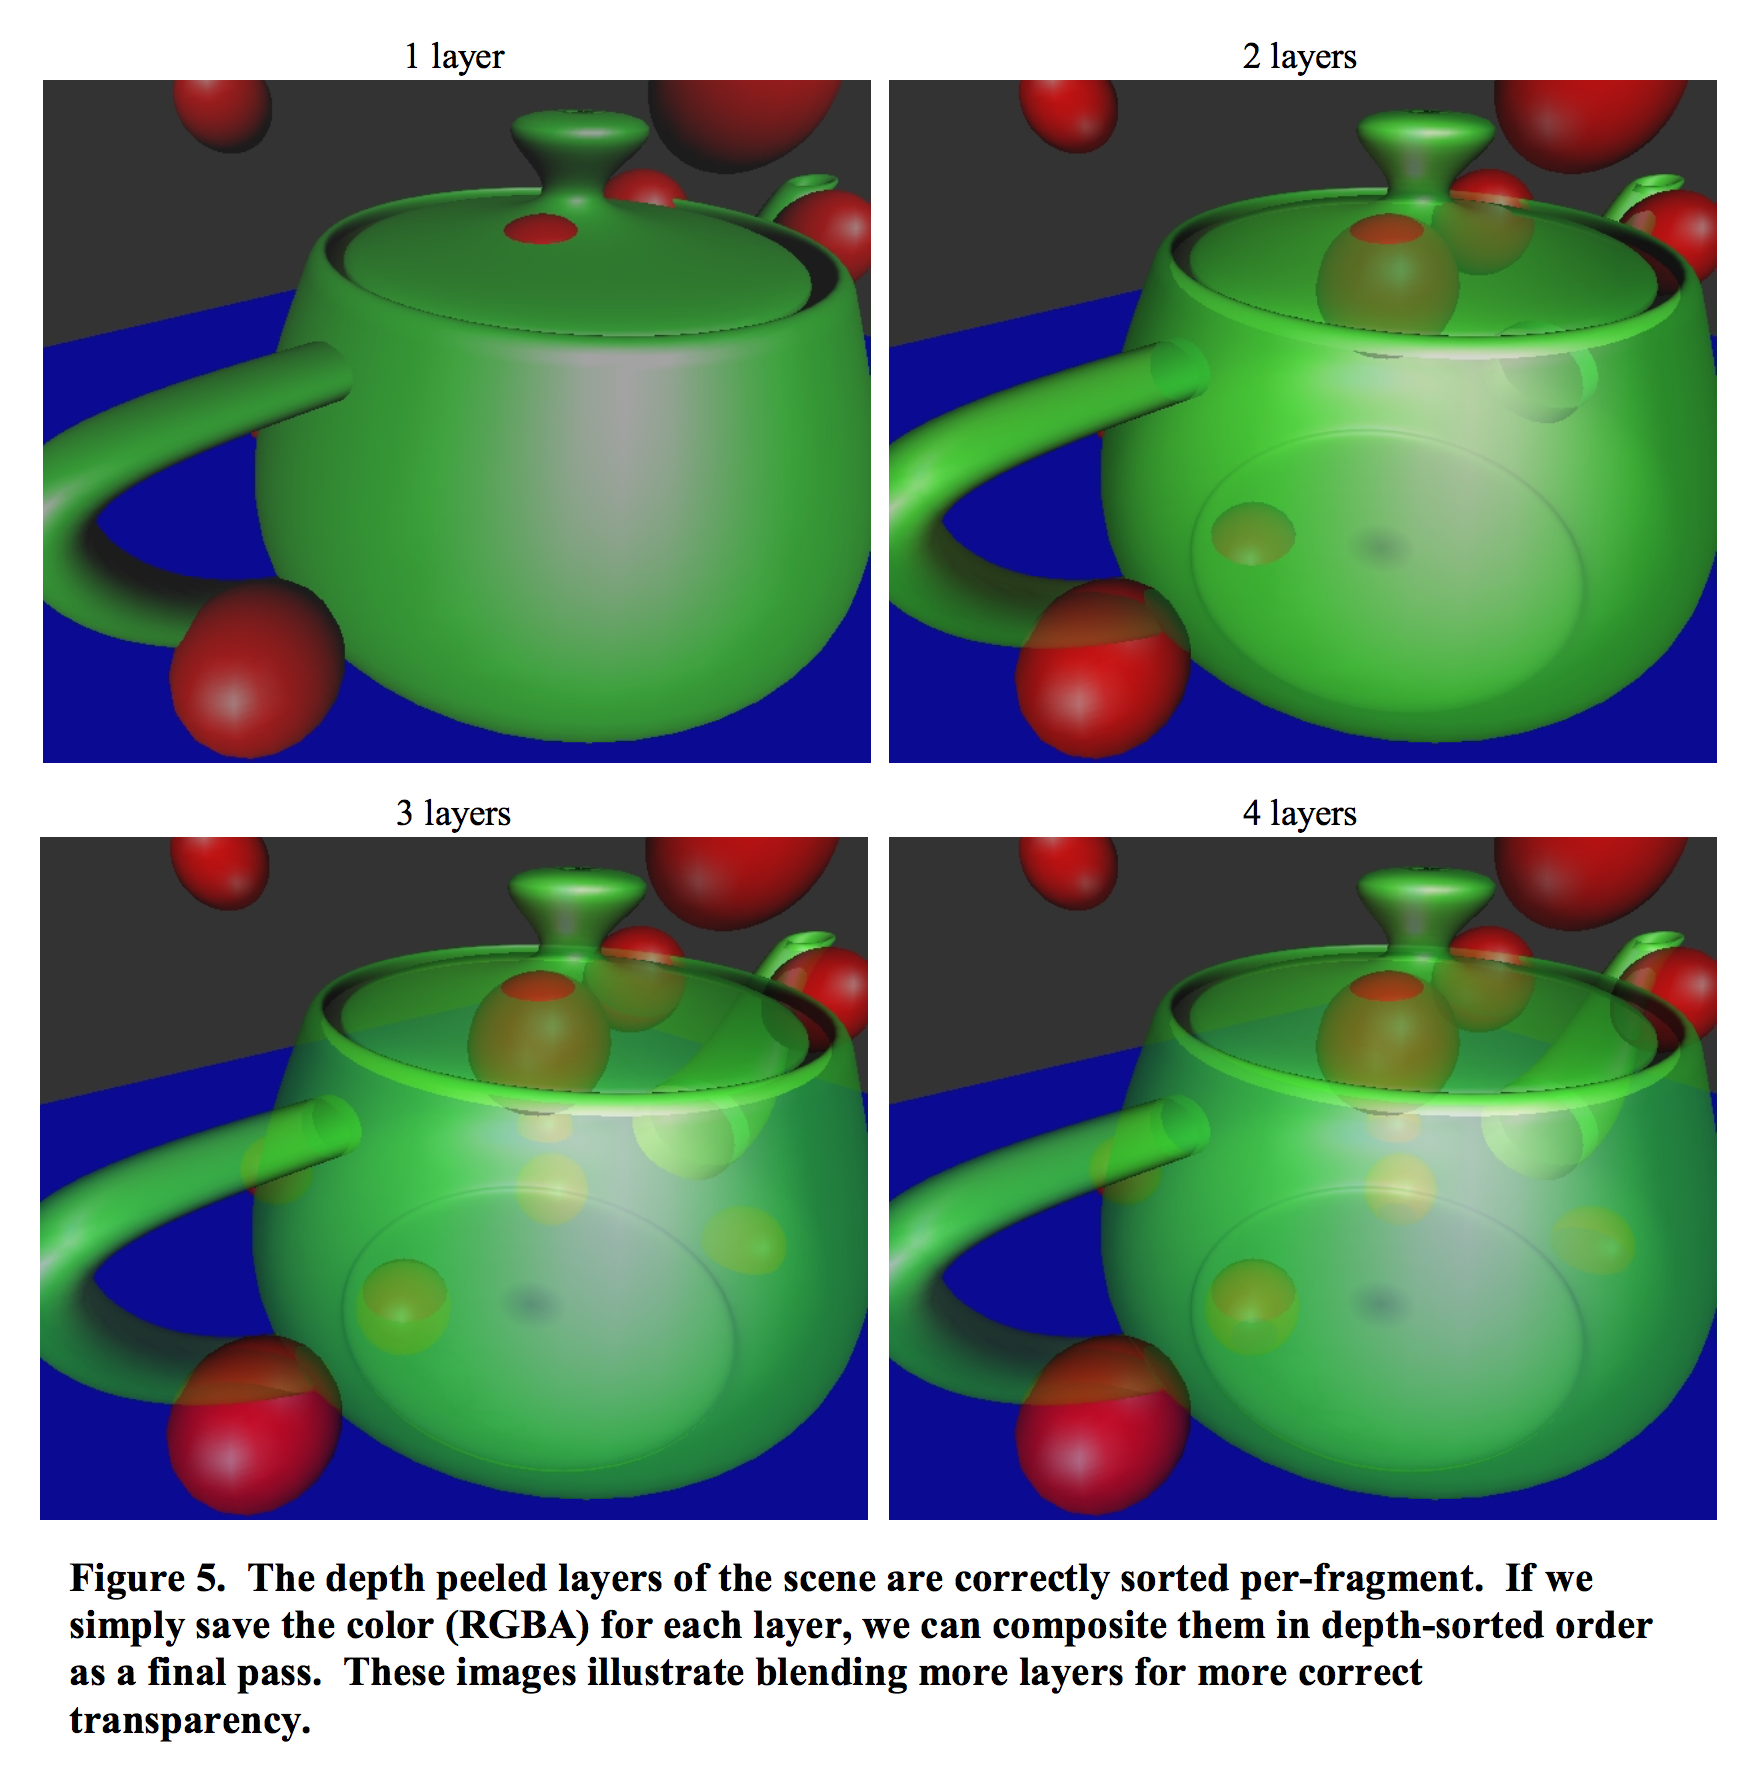 1 layer
2 layers
3 layers
4 layers
Figure 5.  The depth peeled layers of the scene are correctly sorted per-fragment.  If we
simply save the color (RGBA) for each layer, we can composite them in depth-sorted order
as a final pass.  These images illustrate blending more layers for more correct
transparency.